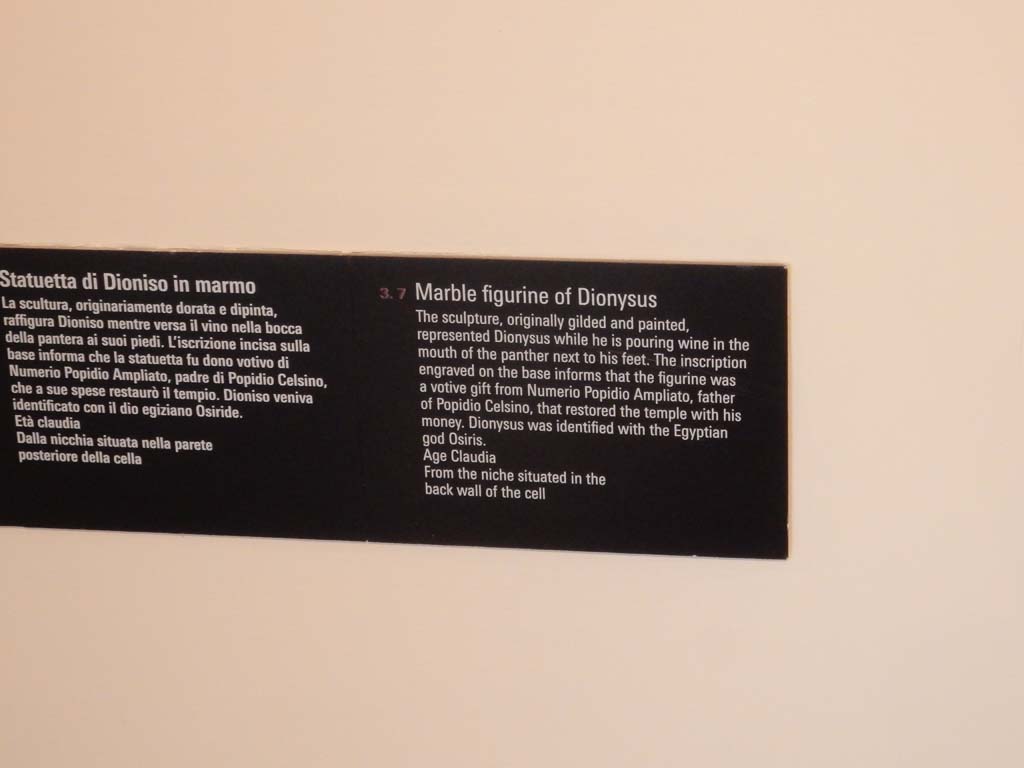 Statuetta di Dioniso in marmo
La scultura, originariamente dorata e dipinta,
raffigura Dioniso mentre versa il vino nella bocca
della pantera ai suoi piedi. L'iscrizione incisa sulla
base informa che la statuetta fu dono votivo di
Numerio Popidio Ampliato, padre di Popidio Celsino,
che a sue spese restaurò il tempio. Dioniso veniva
identificato con il dio egiziano Osiride.
Età claudia
Dalla nicchia situata nella parete
posteriore della cella
3.7 Marble figurine of Dionysus
The sculpture, originally gilded and painted,
represented Dionysus while he is pouring wine in the
mouth of the panther next to his feet. The inscription
engraved on the base informs that the figurine was
a votive gift from Numerio Popidio Ampliato, father
of Popidio Celsino, that restored the temple with his
money. Dionysus was identified with the Egyptian
god Osiris.
Age Claudia
From the niche situated in the
back wall of the cell